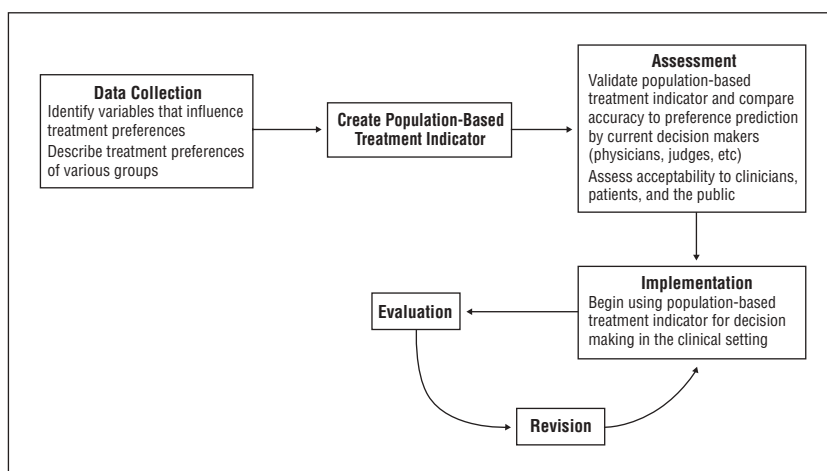 Data Collection
Identify variables that influence
treatment preferences
Describe treatment preferences
of various groups
Create Population-Based
Treatment Indicator
Assessment
Validate population-based
treatment indicator and compare
accuracy to preference prediction
by current decision makers
(physicians, judges, etc)
Assess acceptability to clinicians,
patients, and the public
Implementation
Begin using population-based
treatment indicator for decision
making in the clinical setting
Evaluation
Revision